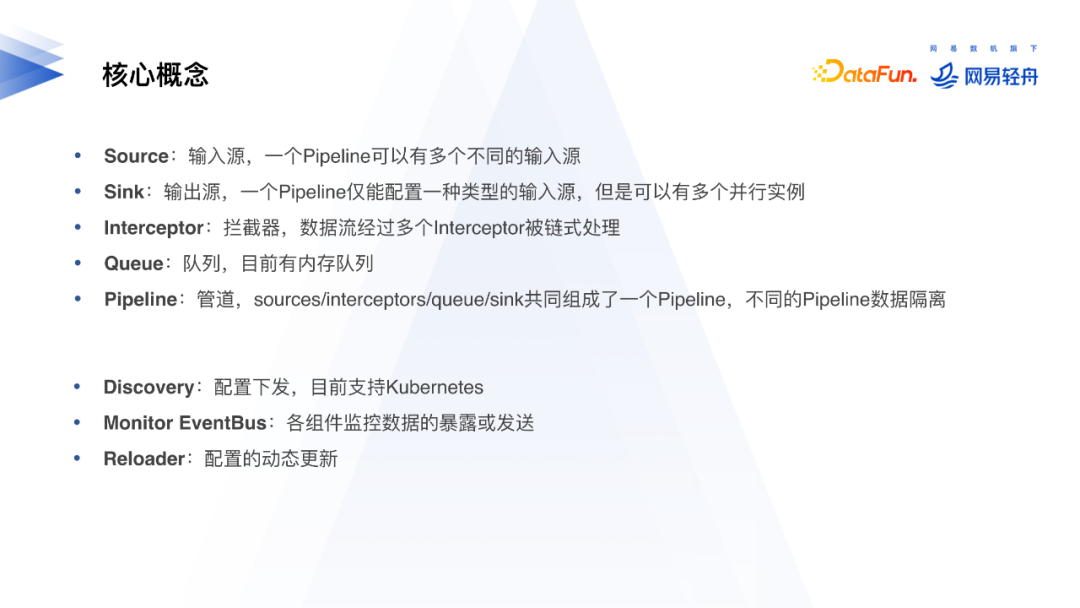 核心概念
网易数帆旗下
DataFun.
网易轻舟
• Source：输入源，一个Pipeline可以有多个不同的输入源
• Sink：输出源，一个Pipeline仅能配置一种类型的输入源，但是可以有多个并行实例
• Interceptor：拦截器，数据流经过多个Interceptor被链式处理
• Queue：队列，目前有内存队列
• Pipeline：管道，sources/interceptors/queue/sink共同组成了一个Pipeline，不同的Pipeline数据隔离
• Discovery：配置下发，目前支持Kubernetes
• Monitor EventBus：各组件监控数据的暴露或发送
• Reloader：配置的动态更新